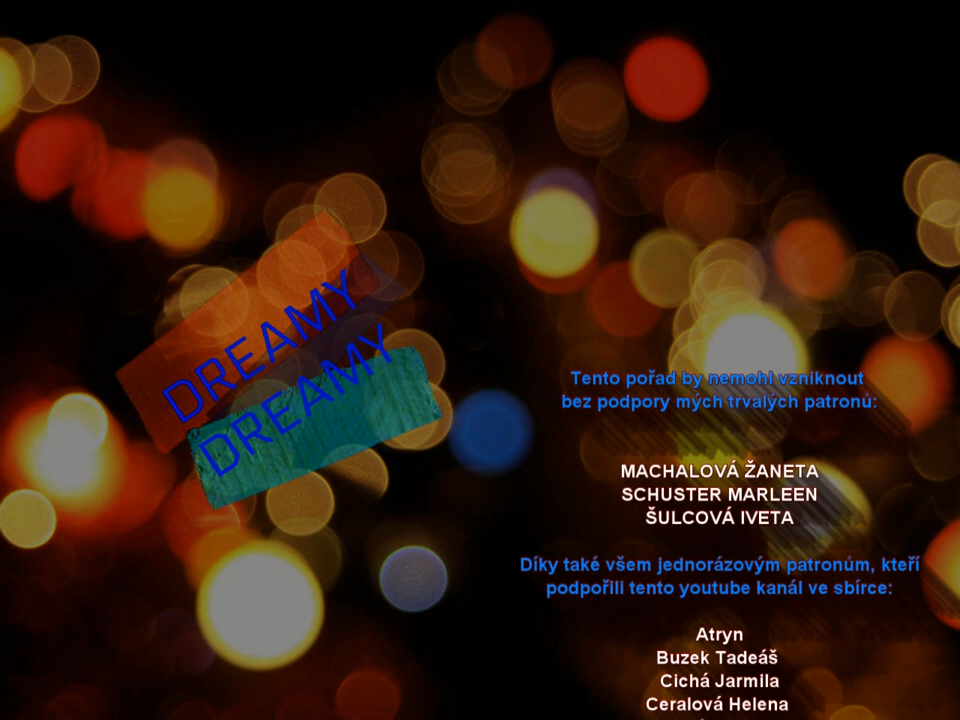 DREAMY
DREAMY
Tento pořad by nemohl vzniknout
bez podpory mých trvalých patronů:
MACHALOVÁ ŽANETA
SCHUSTER MARLEEN
ŠULCOVÁ IVETA
Díky také všem jednorázovým patronům, kteří
podpořili tento youtube kanál ve sbírce:
Atryn
Buzek Tadeáš
Cichá Jarmila
Ceralová Helena